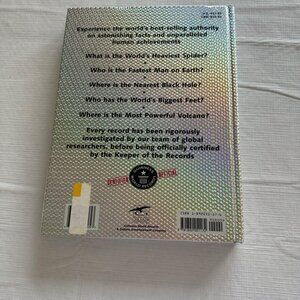 Experience the world's best-selling authority
on astonishing facts and unparalleled
human achievements
What is the World's Heaviest Spider?
Who is the Fastest Man on Earth?
Where is the Nearest Black Hole?
Who has the World's Biggest Feet?
Where is the Most Powerful Volcano?
Every record has been rigorously
investigated by our team of global
researchers, before being officially certified
by the Keeper of the Records